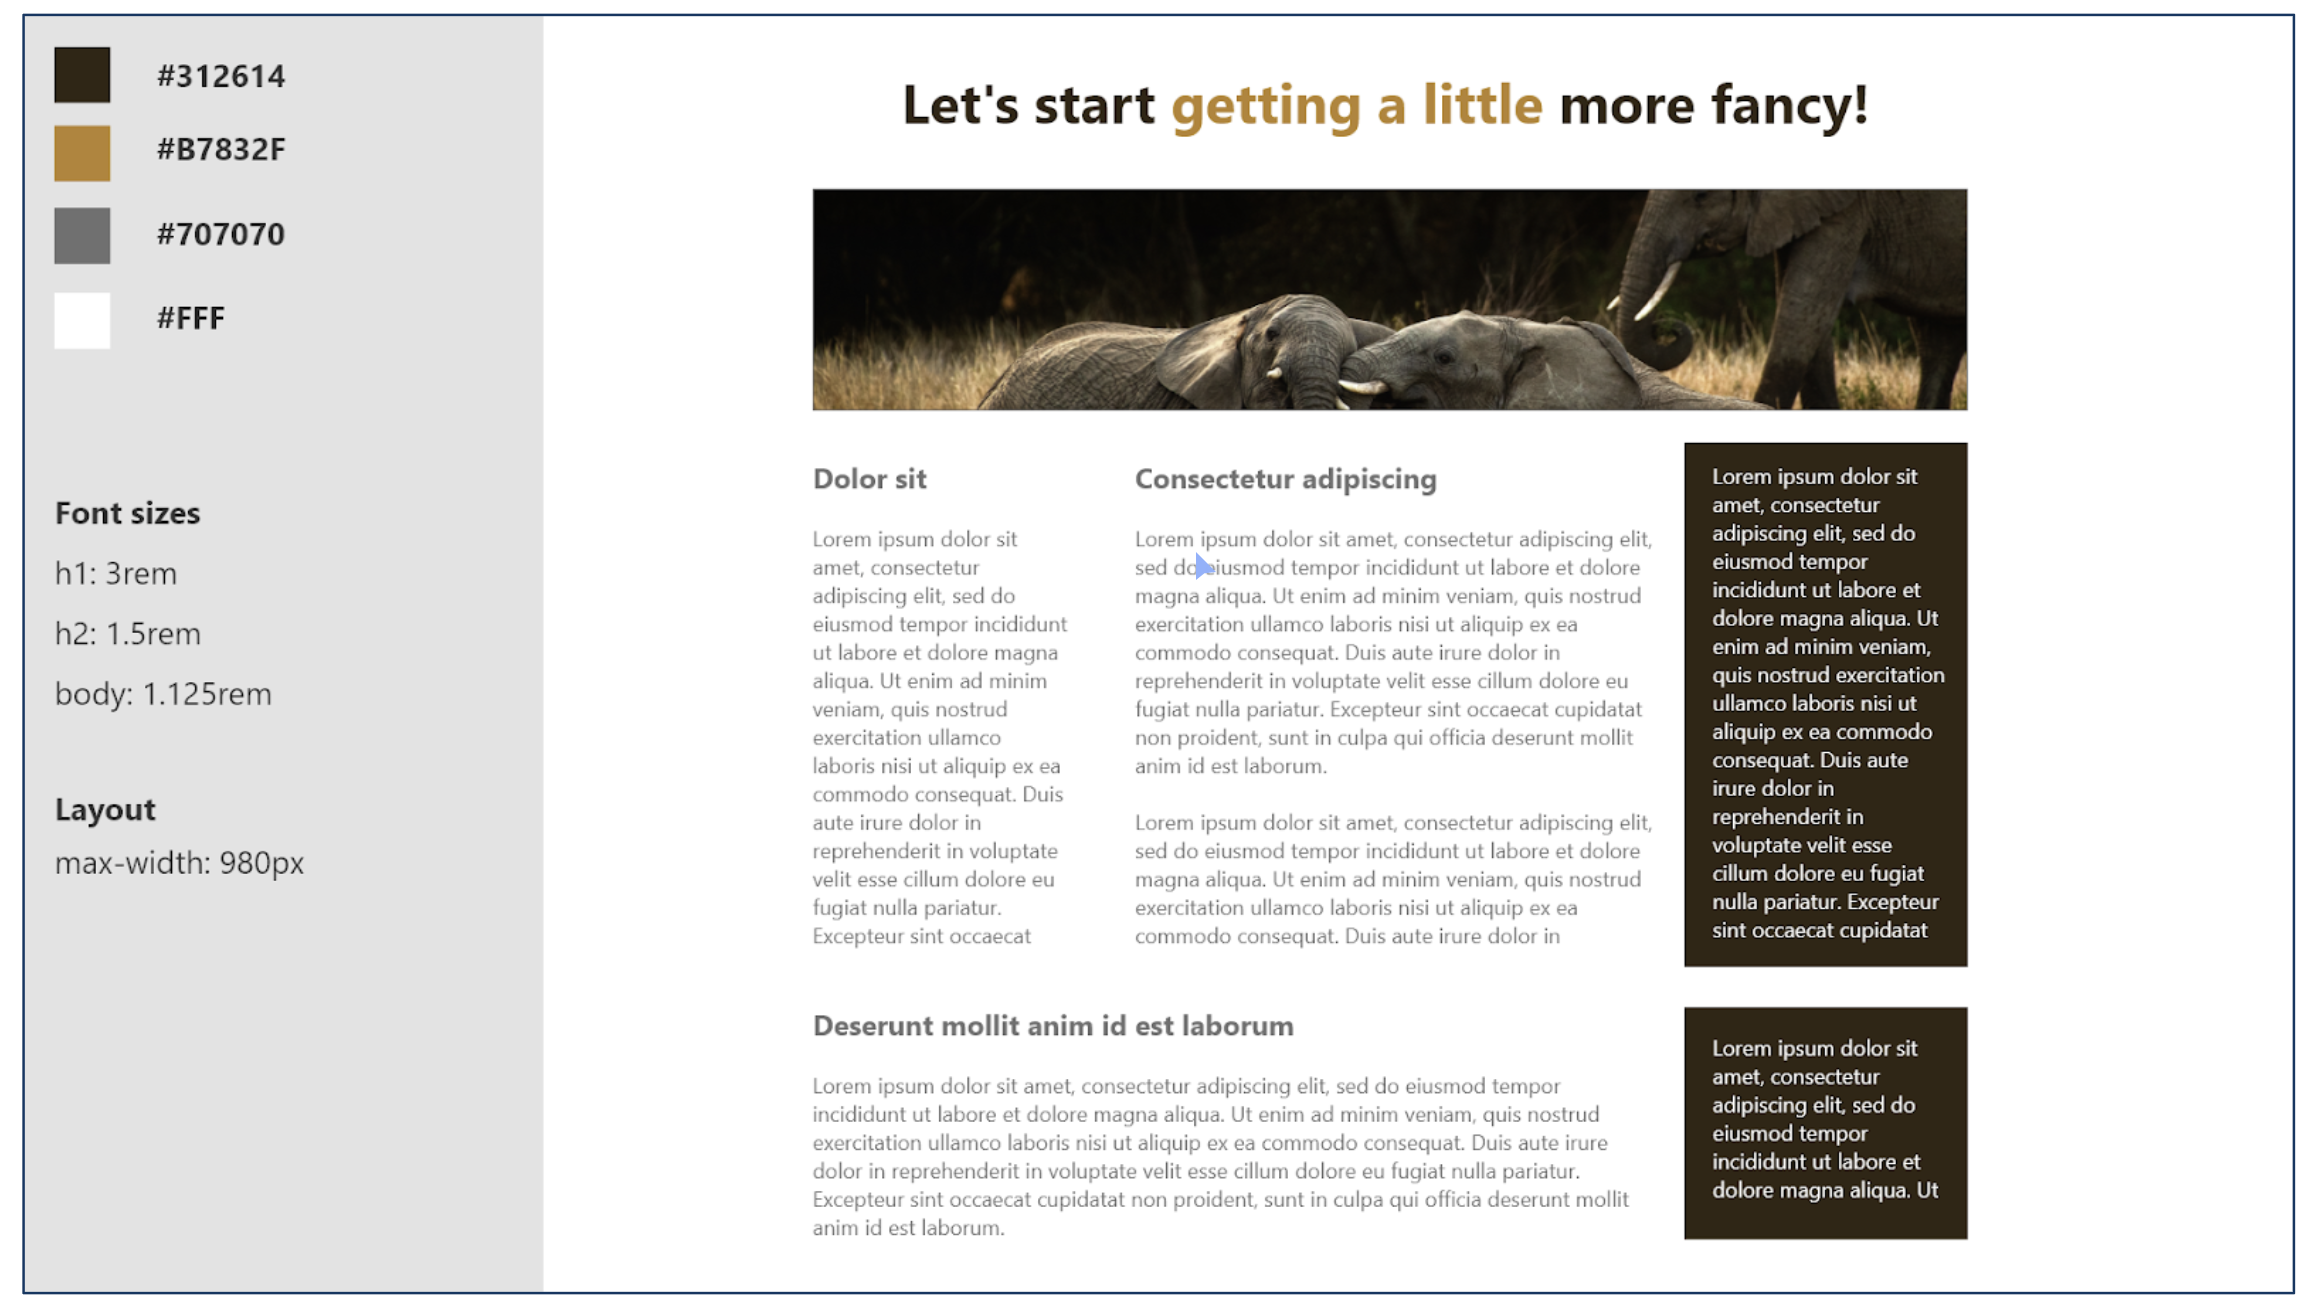 #312614
#B7832F
#707070
#FFF
Font sizes
h1: 3rem
h2: 1.5rem
body: 1.125rem
Layout
max-width: 980px
Let's start getting a little more fancy!
Dolor sit
Lorem ipsum dolor sit
amet, consectetur
adipiscing elit, sed do
eiusmod tempor incididunt
ut labore et dolore magna
aliqua. Ut enim ad minim
veniam, quis nostrud
exercitation ullamco
laboris nisi ut aliquip ex ea
commodo consequat. Duis
aute irure dolor in
reprehenderit in voluptate
velit esse cillum dolore eu
fugiat nulla pariatur.
Excepteur sint occaecat
Consectetur adipiscing
Lorem ipsum dolor sit amet, consectetur adipiscing elit,
sed do eiusmod tempor incididunt ut labore et dolore
magna aliqua. Ut enim ad minim veniam, quis nostrud
exercitation ullamco laboris nisi ut aliquip ex ea
commodo consequat. Duis aute irure dolor in
reprehenderit in voluptate velit esse cillum dolore eu
fugiat nulla pariatur. Excepteur sint occaecat cupidatat
non proident, sunt in culpa qui officia deserunt mollit
anim id est laborum.
Lorem ipsum dolor sit amet, consectetur adipiscing elit,
sed do eiusmod tempor incididunt ut labore et dolore
magna aliqua. Ut enim ad minim veniam, quis nostrud
exercitation ullamco laboris nisi ut aliquip ex ea
commodo consequat. Duis aute irure dolor in
Lorem ipsum dolor sit
amet, consectetur
adipiscing elit, sed do
eiusmod tempor
incididunt ut labore et
dolore magna aliqua. Ut
enim ad minim veniam,
quis nostrud exercitation
ullamco laboris nisi ut
aliquip ex ea commodo
consequat. Duis aute
irure dolor in
reprehenderit in
voluptate velit esse
cillum dolore eu fugiat
nulla pariatur. Excepteur
sint occaecat cupidatat
Deserunt mollit anim id est laborum
Lorem ipsum dolor sit amet, consectetur adipiscing elit, sed do eiusmod tempor
incididunt ut labore et dolore magna aliqua. Ut enim ad minim veniam, quis nostrud
exercitation ullamco laboris nisi ut aliquip ex ea commodo consequat. Duis aute irure
dolor in reprehenderit in voluptate velit esse cillum dolore eu fugiat nulla pariatur.
Excepteur sint occaecat cupidatat non proident, sunt in culpa qui officia deserunt mollit
anim id est laborum.
Lorem ipsum dolor sit
amet, consectetur
adipiscing elit, sed do
eiusmod tempor
incididunt ut labore et
dolore magna aliqua. Ut